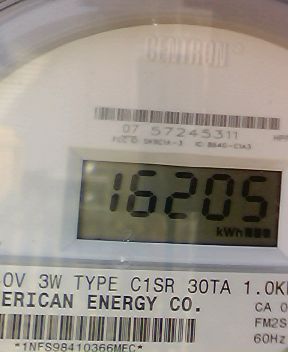 CENTRON
07 57245311
16205
kWh
0V 3W TYPE C1SR 30TA 1.0K
ERICAN ENERGY CO.
CA 0
FM2S
60Hz
*1NFS98410366MEC*